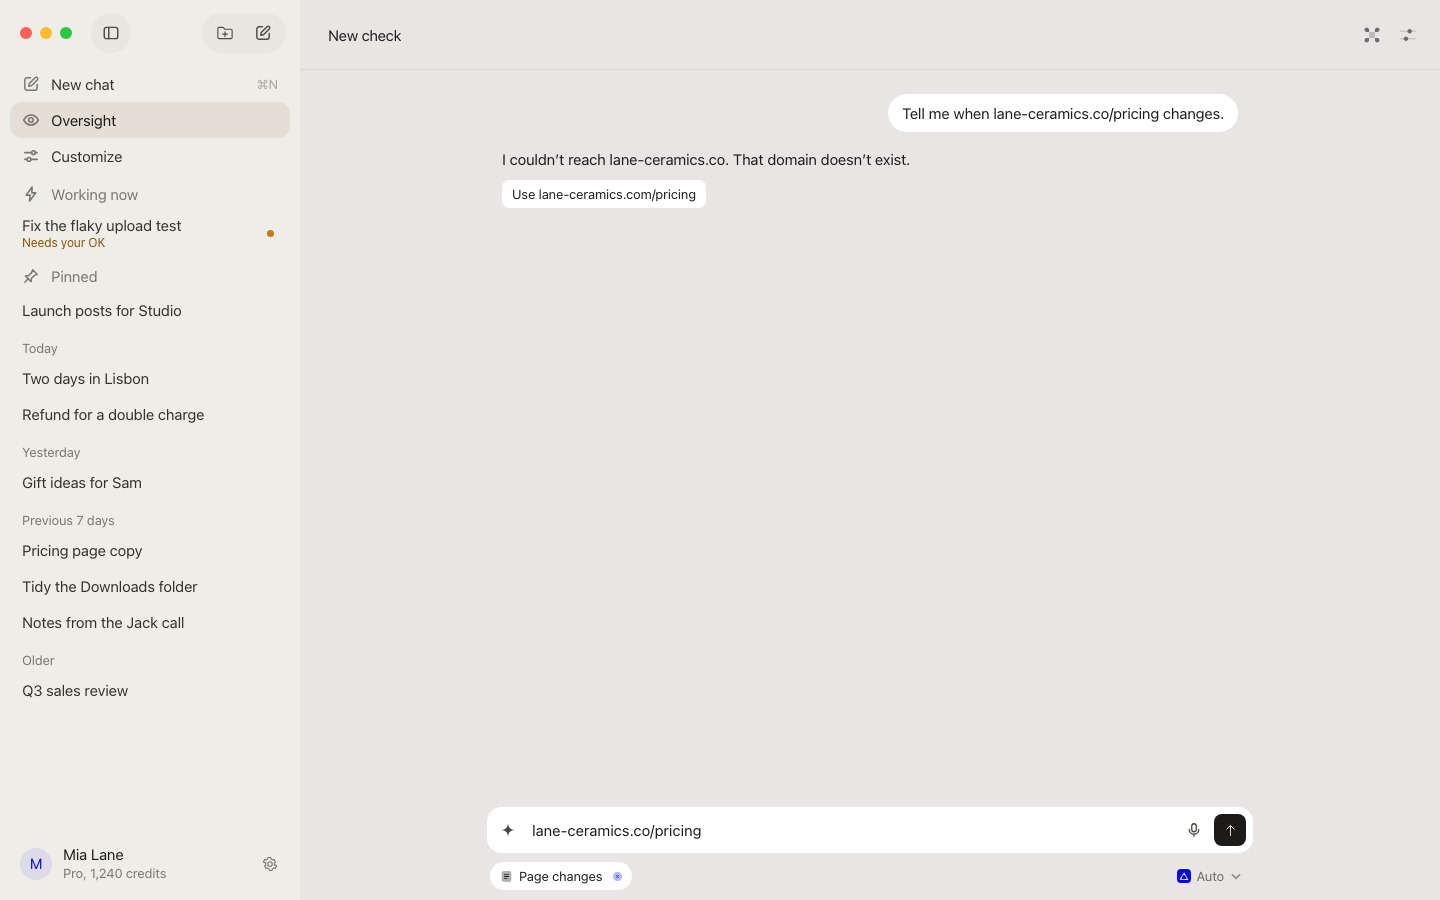 New chat
⌘N
Oversight
Customize
Working now
Fix the flaky upload test
Needs your OK
Pinned
Launch posts for Studio
Today
Two days in Lisbon
Refund for a double charge
Yesterday
Gift ideas for Sam
Previous 7 days
Pricing page copy
Tidy the Downloads folder
Notes from the Jack call
Older
Q3 sales review
M
Mia Lane
Pro, 1,240 credits
New check
Tell me when lane-ceramics.co/pricing changes.
I couldn’t reach lane-ceramics.co. That domain doesn’t exist.
Use lane-ceramics.com/pricing
lane-ceramics.co/pricing
Page changes
Auto